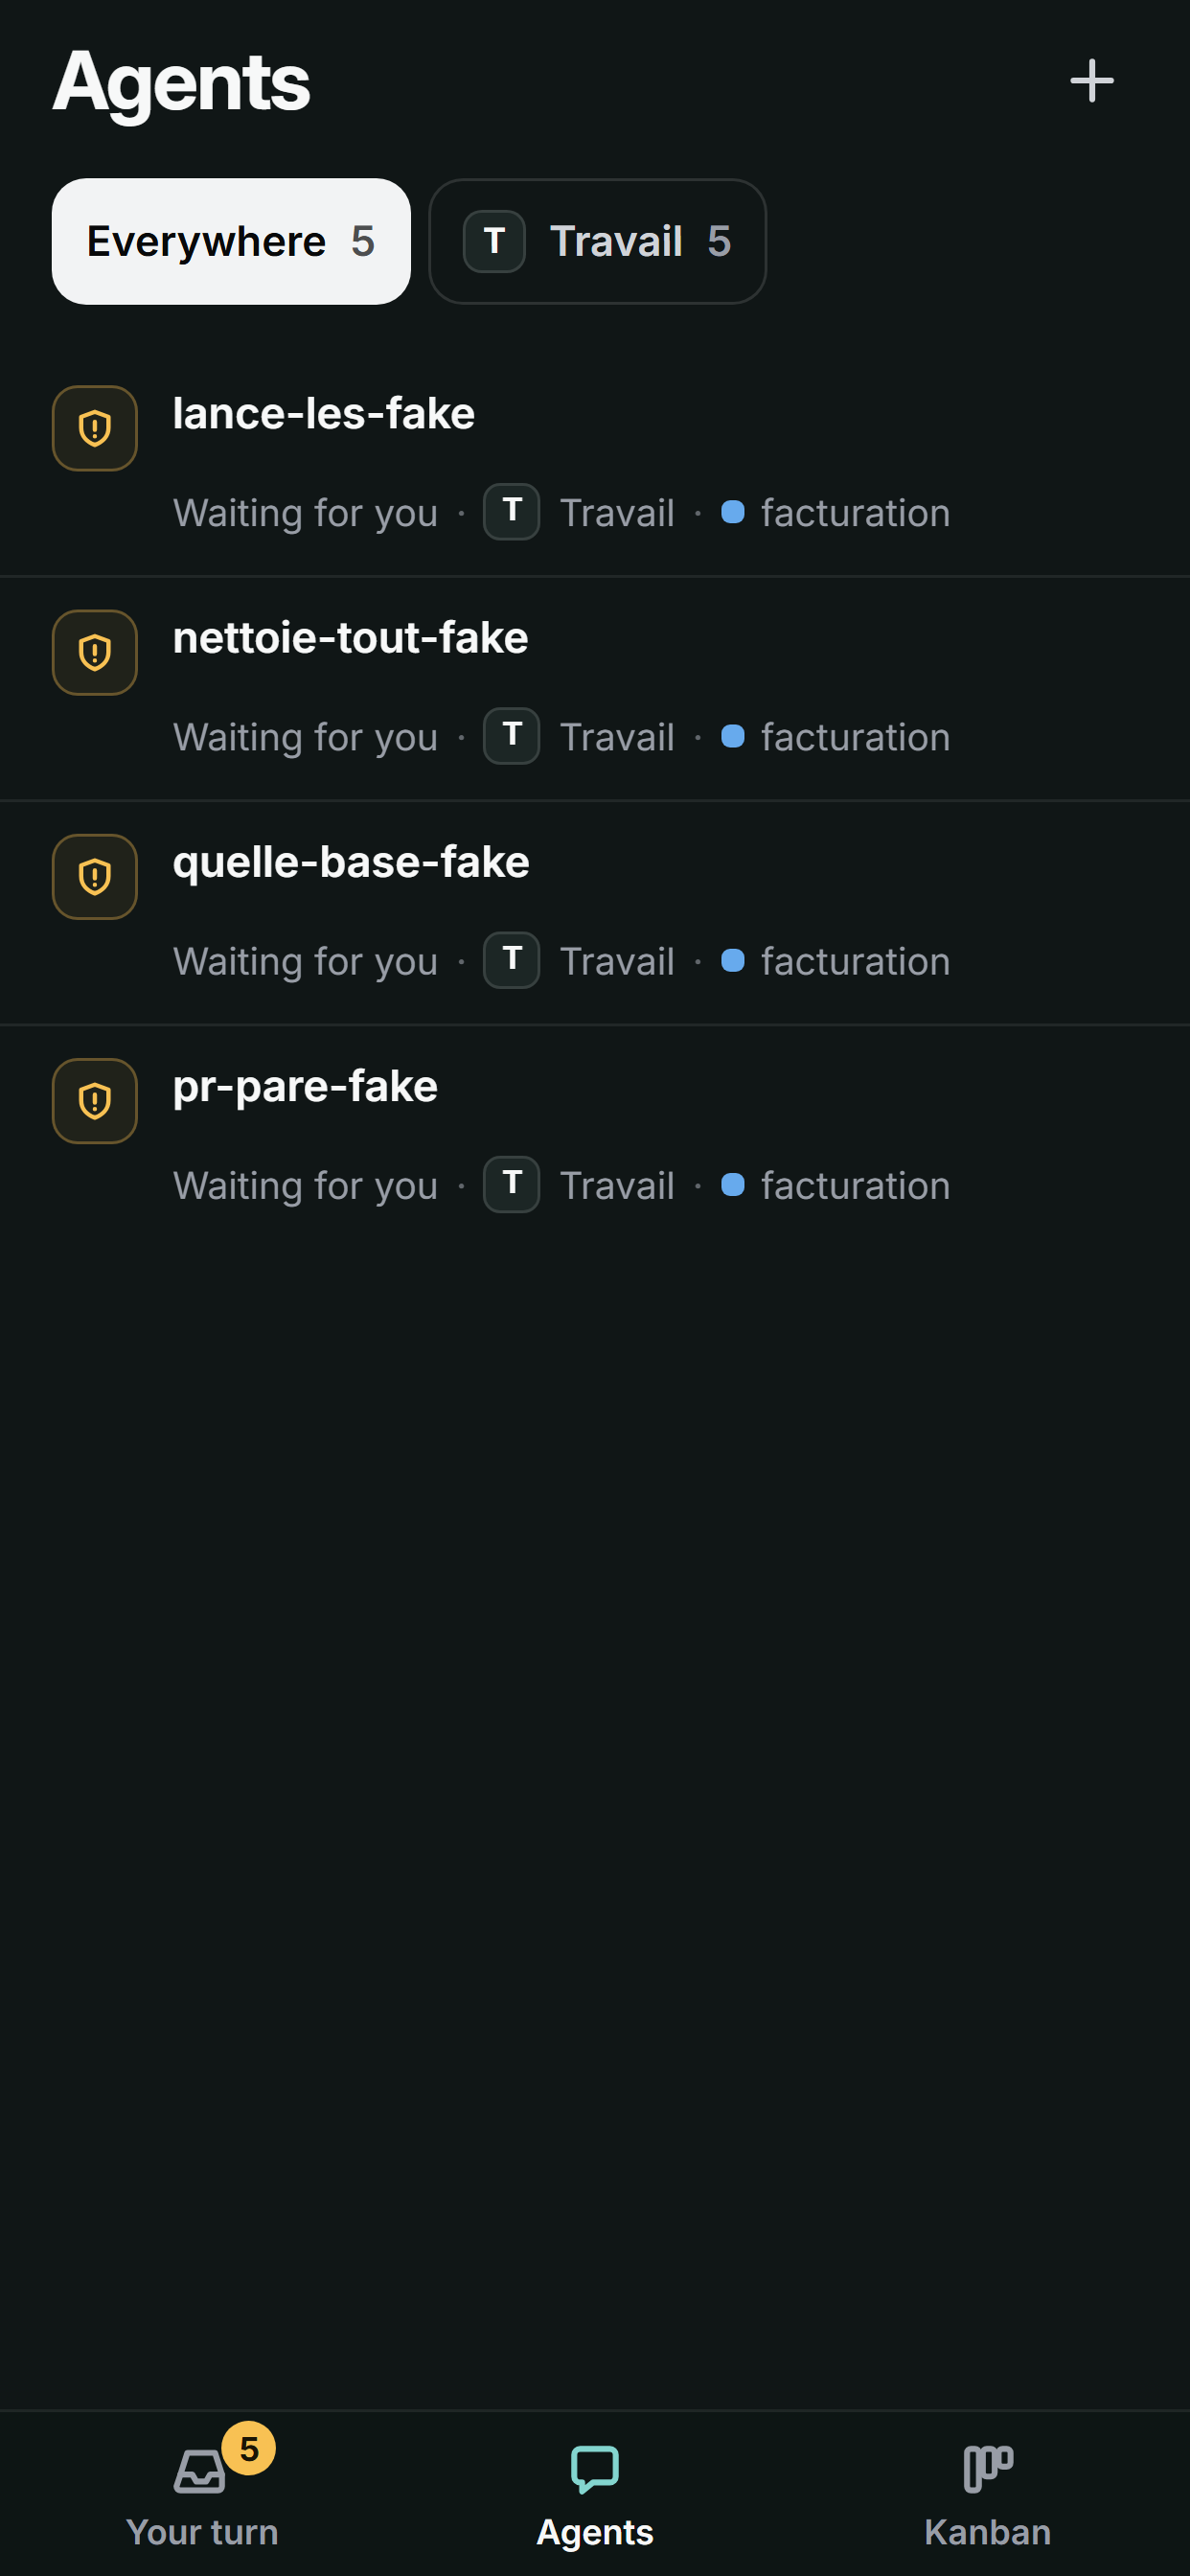 Agents
Everywhere 5 T Travail 5
lance-les-fake
Waiting for you · T Travail · facturation
nettoie-tout-fake
Waiting for you · T Travail · facturation
quelle-base-fake
Waiting for you · T Travail · facturation
pr-pare-fake
Waiting for you · T Travail · facturation
5
Your turn Agents Kanban